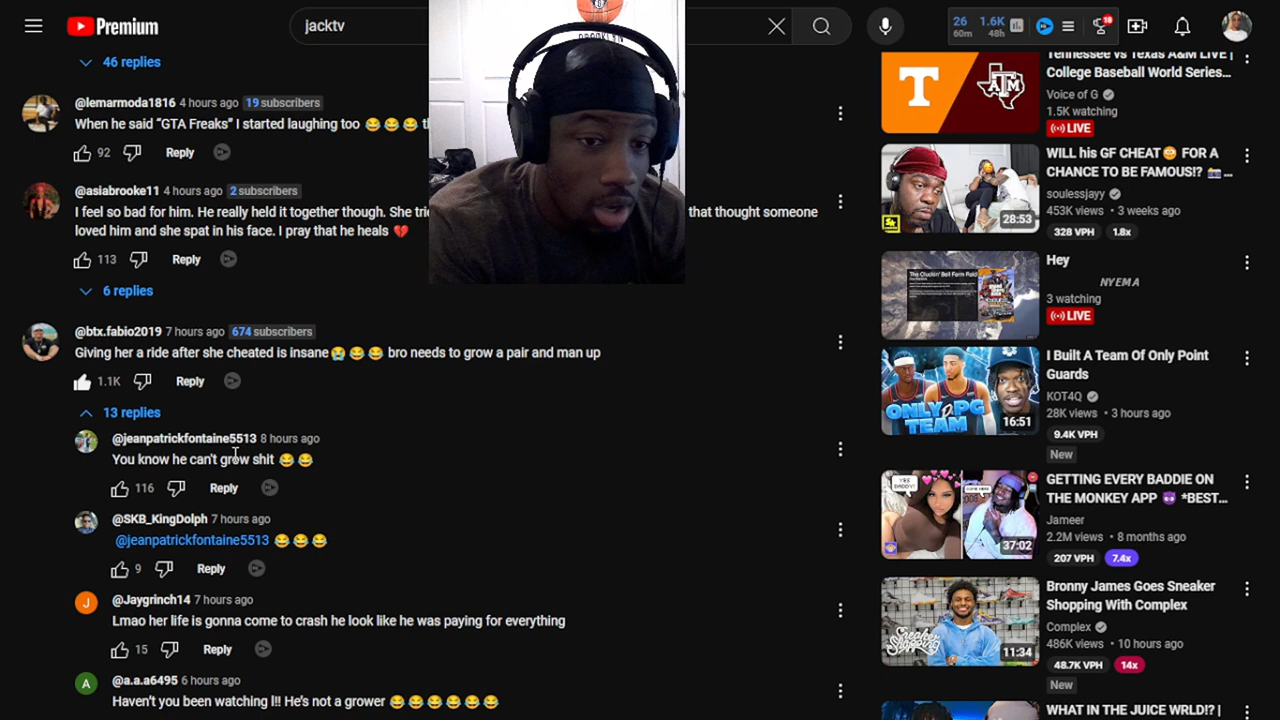 Premium
jacktv
26 1.6K
60m 48h
46 replies
@lemarmoda1816 4 hours ago 19 subscribers
When he said “GTA Freaks” I started laughing too 😂😂😂
92 Reply
@asiabrooke11 4 hours ago 2 subscribers
I feel so bad for him. He really held it together though. She that thought someone
loved him and she boat in his face. I pray that he heals 💔
113 Reply
6 replies
@btx.fabio2019 7 hours ago 674 subscribers
Giving her a ride after she cheated is insane😭😂😂 bro needs to grow a pair and man up
1.1K Reply
13 replies
@jeanpatrickfontaine5513 8 hours ago
You know he can't grow shit 😂😂
116 Reply
@SKB_KingDolph 7 hours ago
@jeanpatrickfontaine5513 😂😂😂
9 Reply
J
@Jaygrinch14 7 hours ago
Lmao her life is gonna come to crash he look like he was paying for everything
15 Reply
A
@a.a.a6495 6 hours ago
Haven’t you been watching l!! He's not a grower 😂😂😂😂😂😂
Tennessee vs Texas A&M LIVE |
College Baseball World Series...
Voice of G
1.5K watching
LIVE
WILL his GF CHEAT😳 FOR A
CHANCE TO BE FAMOUS!? 📸 ...
soulessjayy
453K views • 3 weeks ago
328 VPH 1.8x
28:53
Hey
NYEMA
3 watching
LIVE
The Cluckin' Bell Farm Raid
I Built A Team Of Only Point
Guards
KOT4Q
28K views • 3 hours ago
9.4K VPH
New
ONLY PG
TEAM
16:51
GETTING EVERY BADDIE ON
THE MONKEY APP 😈 *BEST...
Jameer
2.2M views • 8 months ago
207 VPH 7.4x
YES
DADDY!
37:02
Bronny James Goes Sneaker
Shopping With Complex
Complex
486K views • 10 hours ago
48.7K VPH 14x
New
Sneaker
Shopping
11:34
WHAT IN THE JUICE WRLD!? |